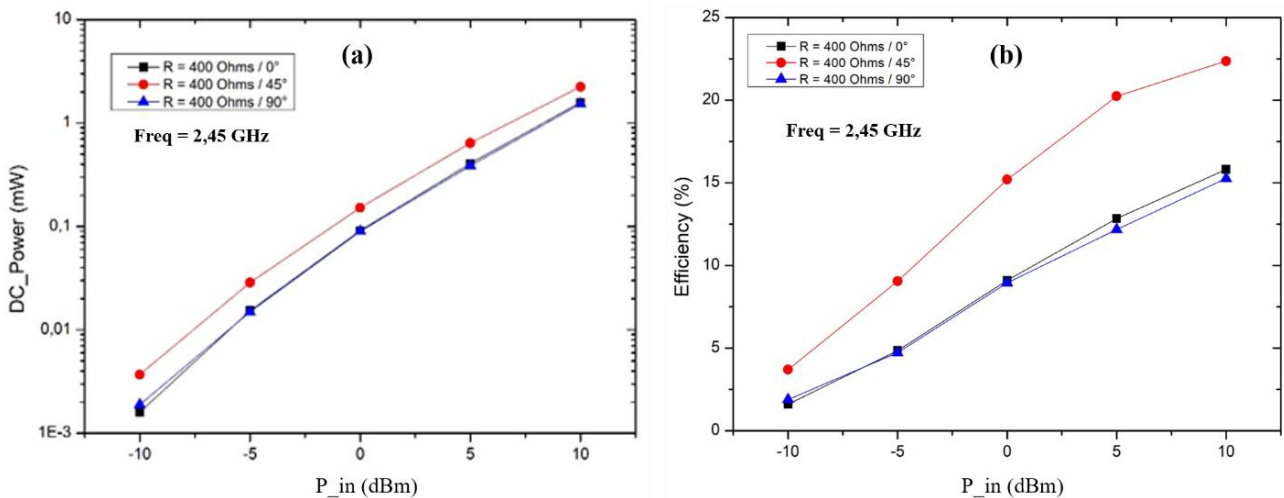 (a)
R = 400 Ohms / 0°
R = 400 Ohms / 45°
R = 400 Ohms / 90°
Freq = 2,45 GHz
DC_Power (mW)
10
1
0,1
0,01
1E-3
-10 -5 0 5 10
P_in (dBm)
(b)
R = 400 Ohms / 0°
R = 400 Ohms / 45°
R = 400 Ohms / 90°
Freq = 2,45 GHz
Efficiency (%)
25
20
15
10
5
0
-10 -5 0 5 10
P_in (dBm)